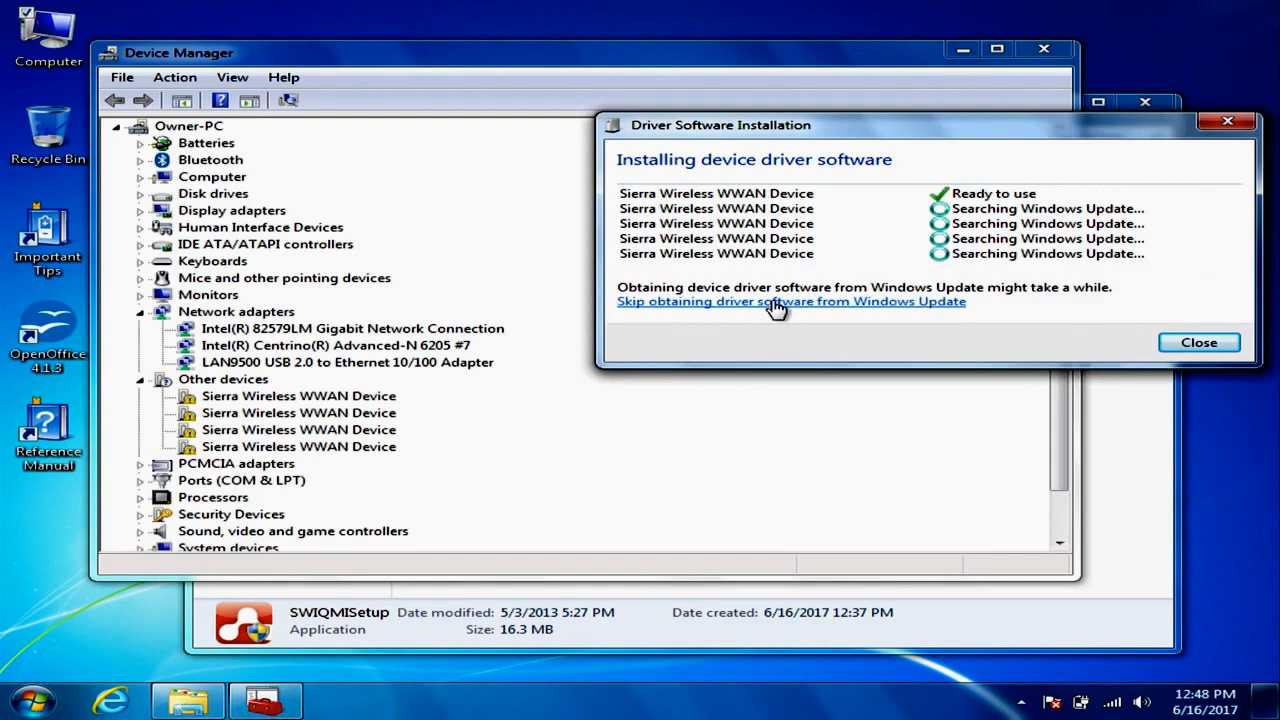 Computer
Recycle Bin
Important
Tips
OpenOffice
4.1.3
Reference
Manual
Device Manager
File Action View Help
Owner-PC
Batteries
Bluetooth
Computer
Disk drives
Display adapters
Human Interface Devices
IDE ATA/ATAPI controllers
Keyboards
Mice and other pointing devices
Monitors
Network adapters
Intel(R) 82579LM Gigabit Network Connection
Intel(R) Centrino(R) Advanced-N 6205 #7
LAN9500 USB 2.0 to Ethernet 10/100 Adapter
Other devices
Sierra Wireless WWAN Device
Sierra Wireless WWAN Device
Sierra Wireless WWAN Device
Sierra Wireless WWAN Device
PCMCIA adapters
Ports (COM & LPT)
Processors
Security Devices
Sound, video and game controllers
System devices
Driver Software Installation
Installing device driver software
Sierra Wireless WWAN Device Ready to use
Sierra Wireless WWAN Device Searching Windows Update...
Sierra Wireless WWAN Device Searching Windows Update...
Sierra Wireless WWAN Device Searching Windows Update...
Sierra Wireless WWAN Device Searching Windows Update...
Obtaining device driver software from Windows Update might take a while.
Skip obtaining driver software from Windows Update
Close
SWIQMISetup Date modified: 5/3/2013 5:27 PM Date created: 6/16/2017 12:37 PM
Application Size: 16.3 MB
12:48 PM
6/16/2017